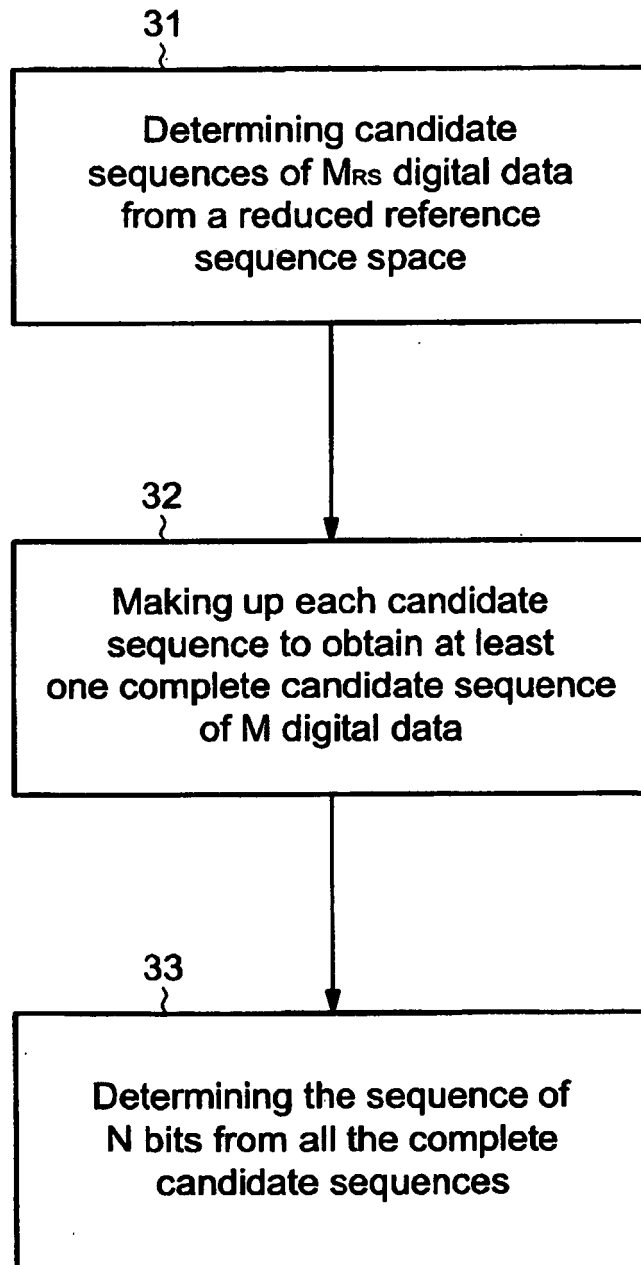 31
Determining candidate
sequences of MRS digital data
from a reduced reference
sequence space
32
Making up each candidate
sequence to obtain at least
one complete candidate sequence
of M digital data
33
Determining the sequence of
N bits from all the complete
candidate sequences